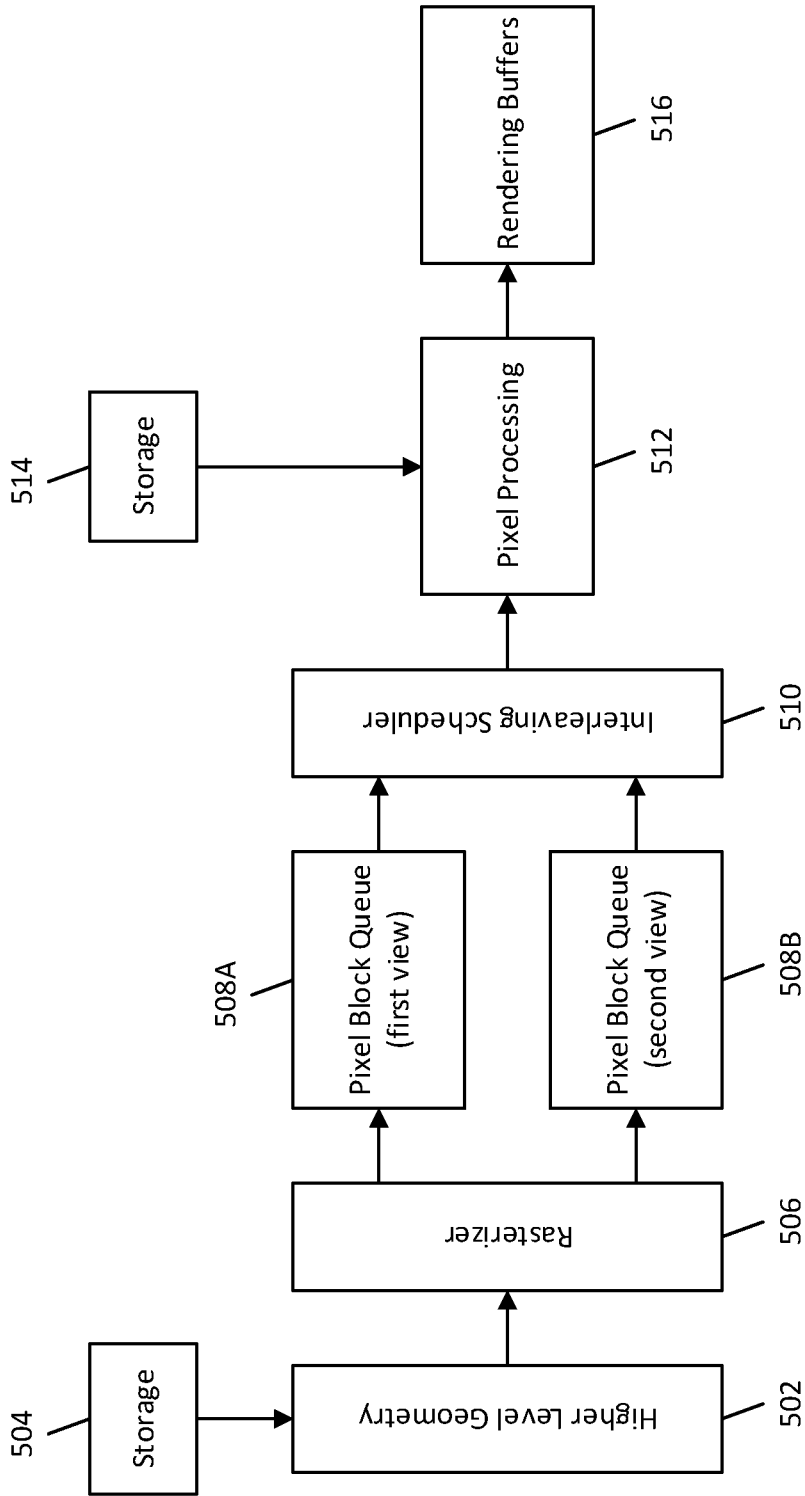 504
Storage
Higher Level Geometry
502
Rasterizer
506
508A
Pixel Block Queue
(first view)
Pixel Block Queue
(second view)
508B
Interleaving Scheduler
510
514
Storage
Pixel Processing
512
Rendering Buffers
516